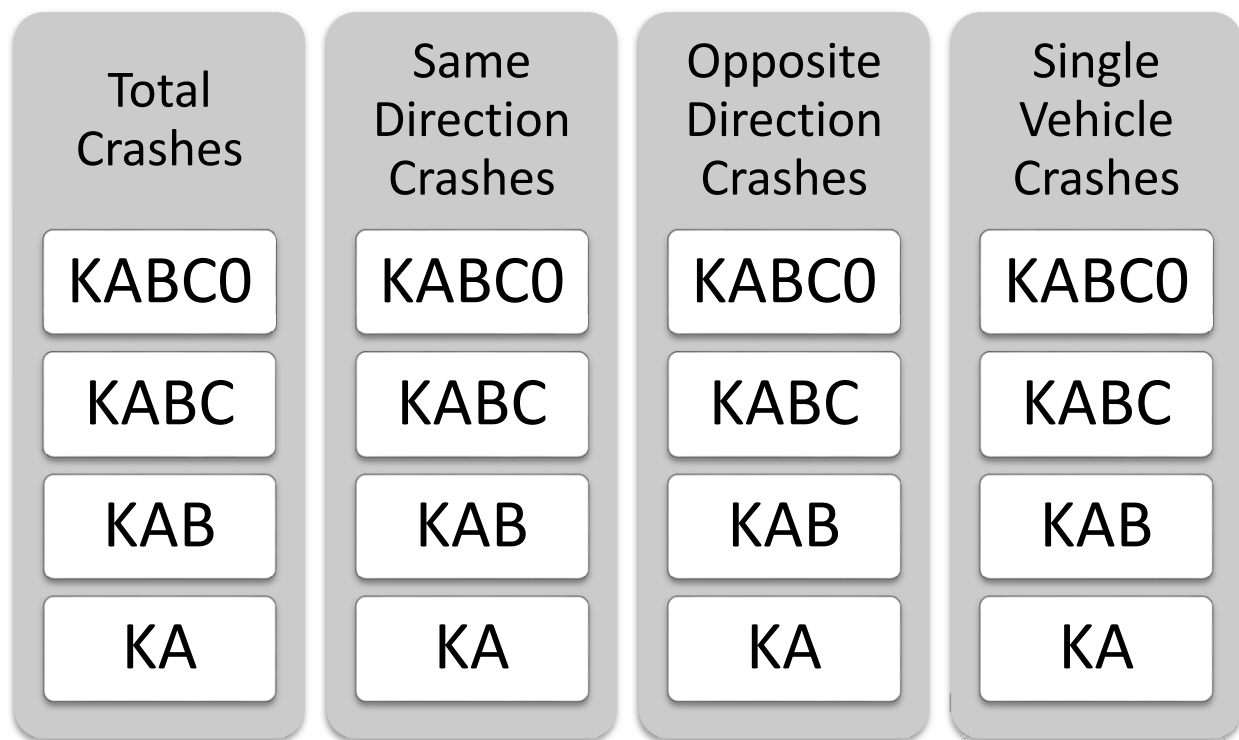 Total
Crashes
KABC0
KABC
KAB
KA
Same
Direction
Crashes
KABC0
KABC
KAB
KA
Opposite
Direction
Crashes
KABC0
KABC
KAB
KA
Single
Vehicle
Crashes
KABC0
KABC
KAB
KA